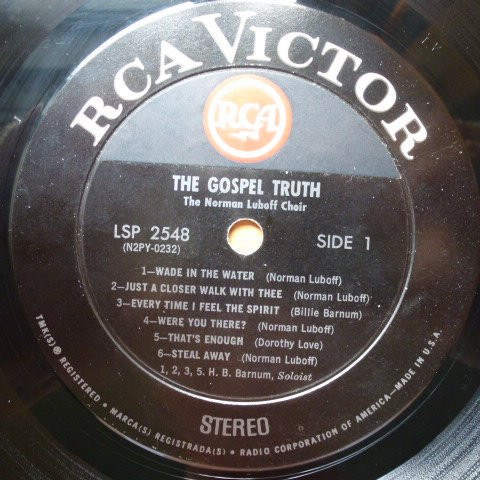 RCA VICTOR
RCA
THE GOSPEL TRUTH
The Norman Luboff Choir
LSP 2548
(N2PY-0232)
SIDE 1
1—WADE IN THE WATER (Norman Luboff)
2—JUST A CLOSER WALK WITH THEE (Norman Luboff)
3—EVERY TIME I FEEL THE SPIRIT (Billie Barnum)
4—WERE YOU THERE? (Norman Luboff)
5—THAT'S ENOUGH (Dorothy Love)
6—STEAL AWAY (Norman Luboff)
1, 2, 3, 5. H. B. Barnum, Soloist
STEREO
TMK(S) ® REGISTERED • MARCA(S) REGISTRADA(S) • RADIO CORPORATION OF AMERICA—MADE IN U.S.A.